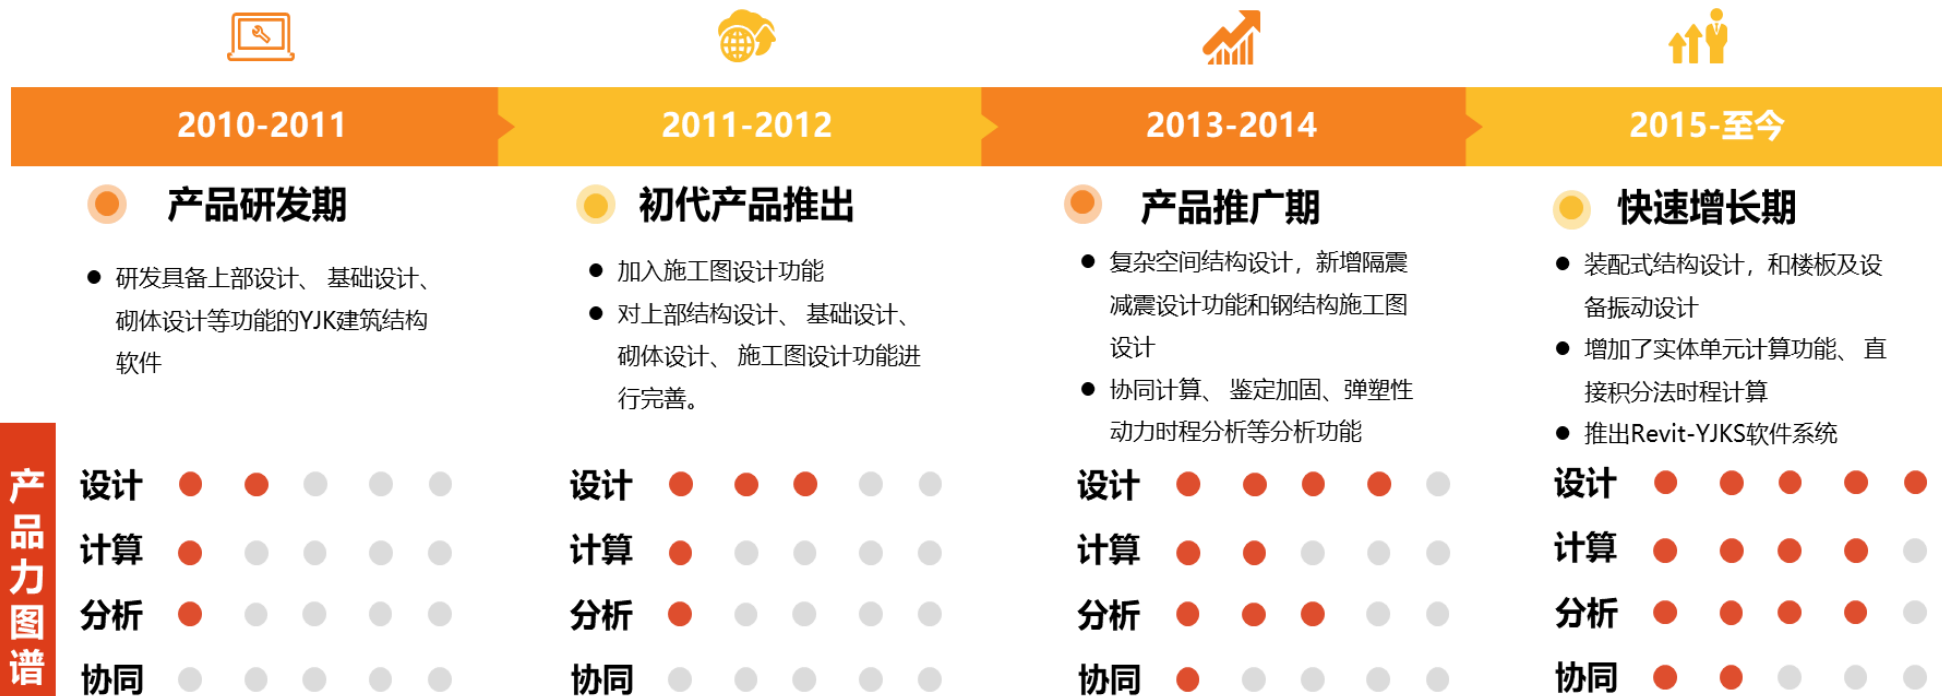 2010-2011
2011-2012
2013-2014
2015-至今
产品研发期
研发具备上部设计、 基础设计、
砌体设计等功能的YJK建筑结构
软件
初代产品推出
加入施工图设计功能
对上部结构设计、 基础设计、
砌体设计、 施工图设计功能进
行完善。
产品推广期
复杂空间结构设计，新增隔震
减震设计功能和钢结构施工图
设计
协同计算、 鉴定加固、弹塑性
动力时程分析等分析功能
快速增长期
装配式结构设计，和楼板及设
备振动设计
增加了实体单元计算功能、 直
接积分法时程计算
推出Revit-YJKS软件系统
产品力图谱
设计
计算
分析
协同
设计
计算
分析
协同
设计
计算
分析
协同
设计
计算
分析
协同